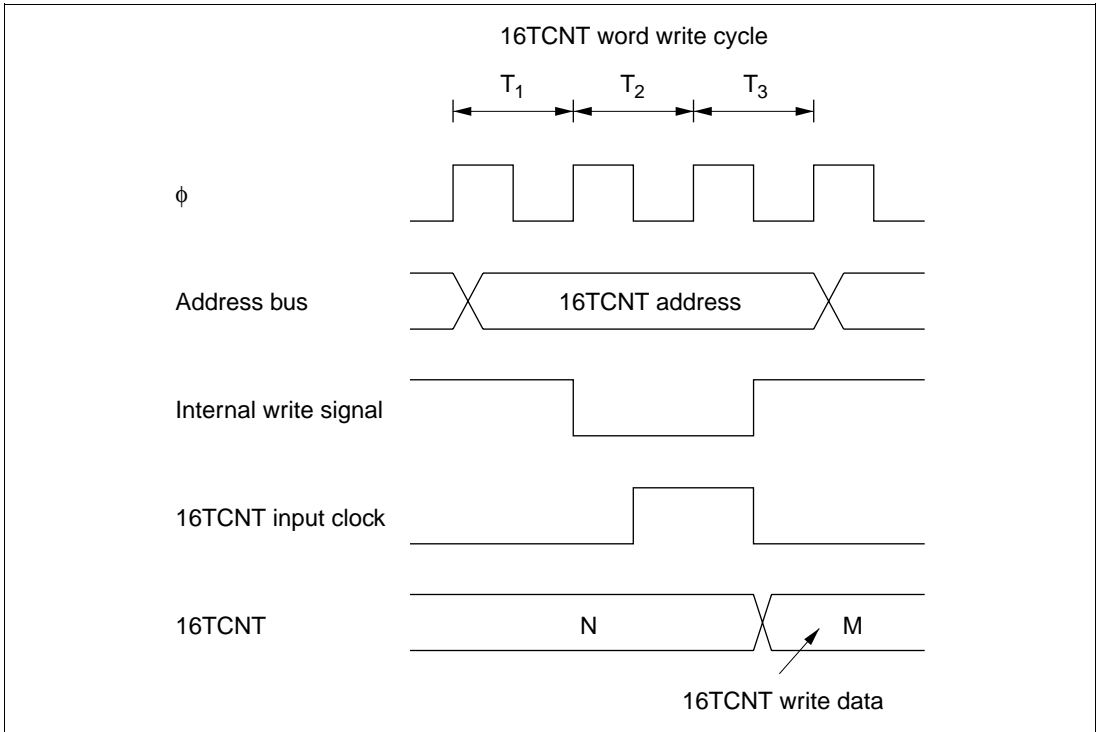 16TCNT word write cycle
T1 T2 T3
φ
Address bus
16TCNT address
Internal write signal
16TCNT input clock
16TCNT
N
M
16TCNT write data